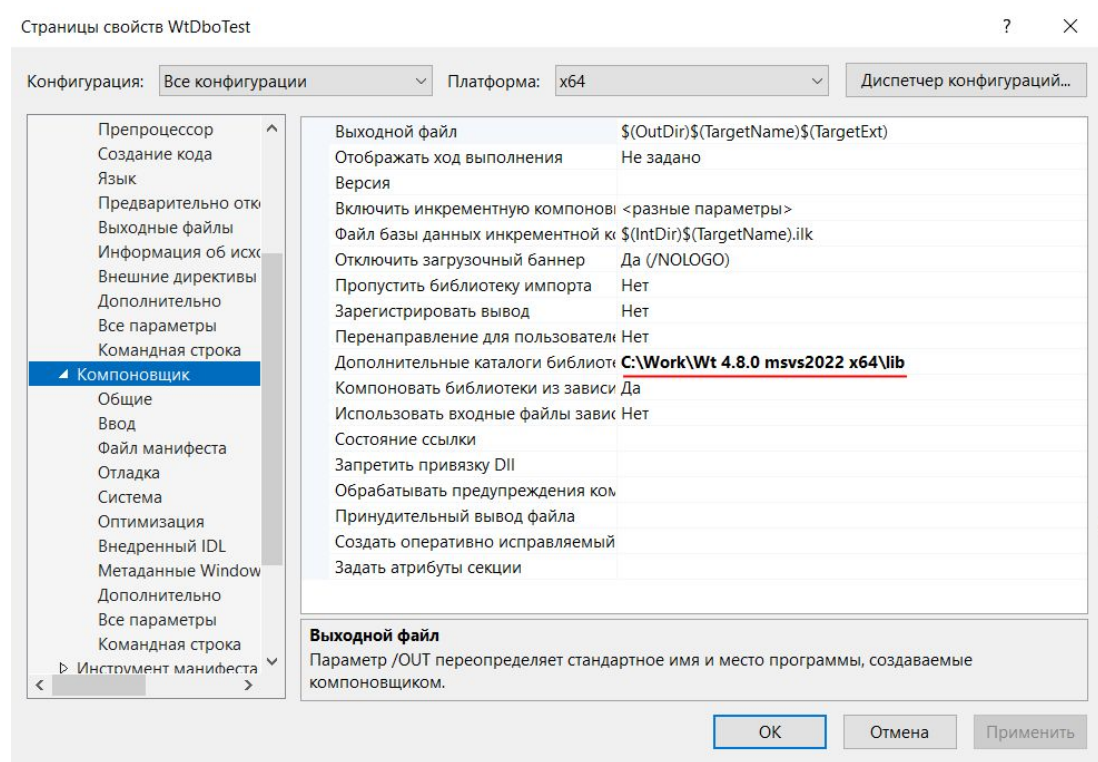 Страницы свойств WtDboTest
?
Конфигурация: Все конфигурации Платформа: x64 Диспетчер конфигураций...
Препроцессор
Создание кода
Язык
Предварительно отк
Выходные файлы
Информация об исхо
Внешние директивы
Дополнительно
Все параметры
Командная строка
Компоновщик
Общие
Ввод
Файл манифеста
Отладка
Система
Оптимизация
Внедренный IDL
Метаданные Window
Дополнительно
Все параметры
Командная строка
Инструмент манифеста
Выходной файл $(OutDir)$(TargetName)$(TargetExt)
Отображать ход выполнения Не задано
Версия
Включить инкрементную компонов <разные параметры>
Файл базы данных инкрементной к $(IntDir)$(TargetName).ilk
Отключить загрузочный баннер Да (/NOLOGO)
Пропустить библиотеку импорта Нет
Зарегистрировать вывод Нет
Перенаправление для пользовател Нет
Дополнительные каталоги библиот C:\Work\Wt 4.8.0 msvs2022 x64\lib
Компоновать библиотеки из зависи Да
Использовать входные файлы завис Нет
Состояние ссылки
Запретить привязку Dll
Обрабатывать предупреждения ком
Принудительный вывод файла
Создать оперативно исправляемый
Задать атрибуты секции
Выходной файл
Параметр /OUT переопределяет стандартное имя и место программы, создаваемые
компоновщиком.
ОК Отмена Применить